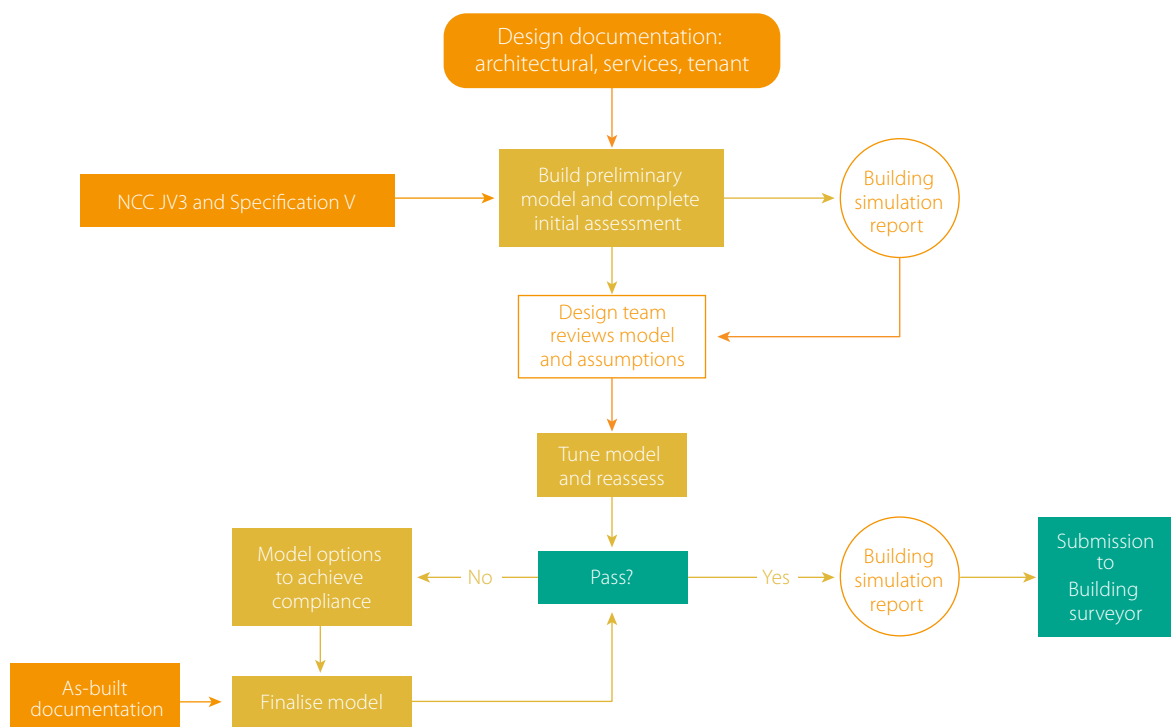 Design documentation:
architectural, services, tenant
NCC JV3 and Specification V
Build preliminary
model and complete
initial assessment
Building
simulation
report
Design team
reviews model
and assumptions
Tune model
and reassess
Model options
to achieve
compliance
No
Pass?
Yes
Building
simulation
report
Submission
to
Building
surveyor
As-built
documentation
Finalise model